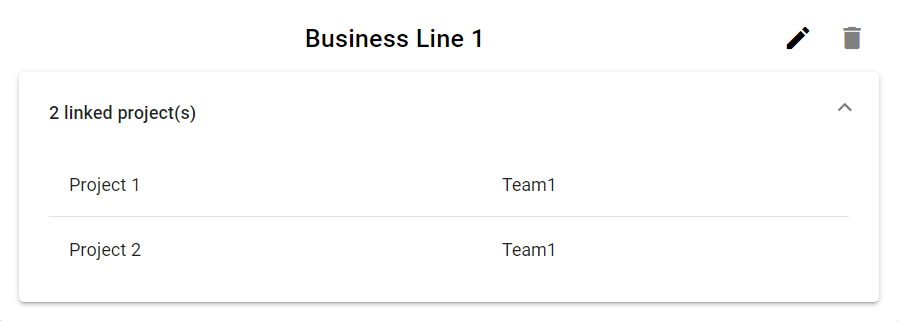 Business Line 1
2 linked project(s)
Project 1 Team1
Project 2 Team1